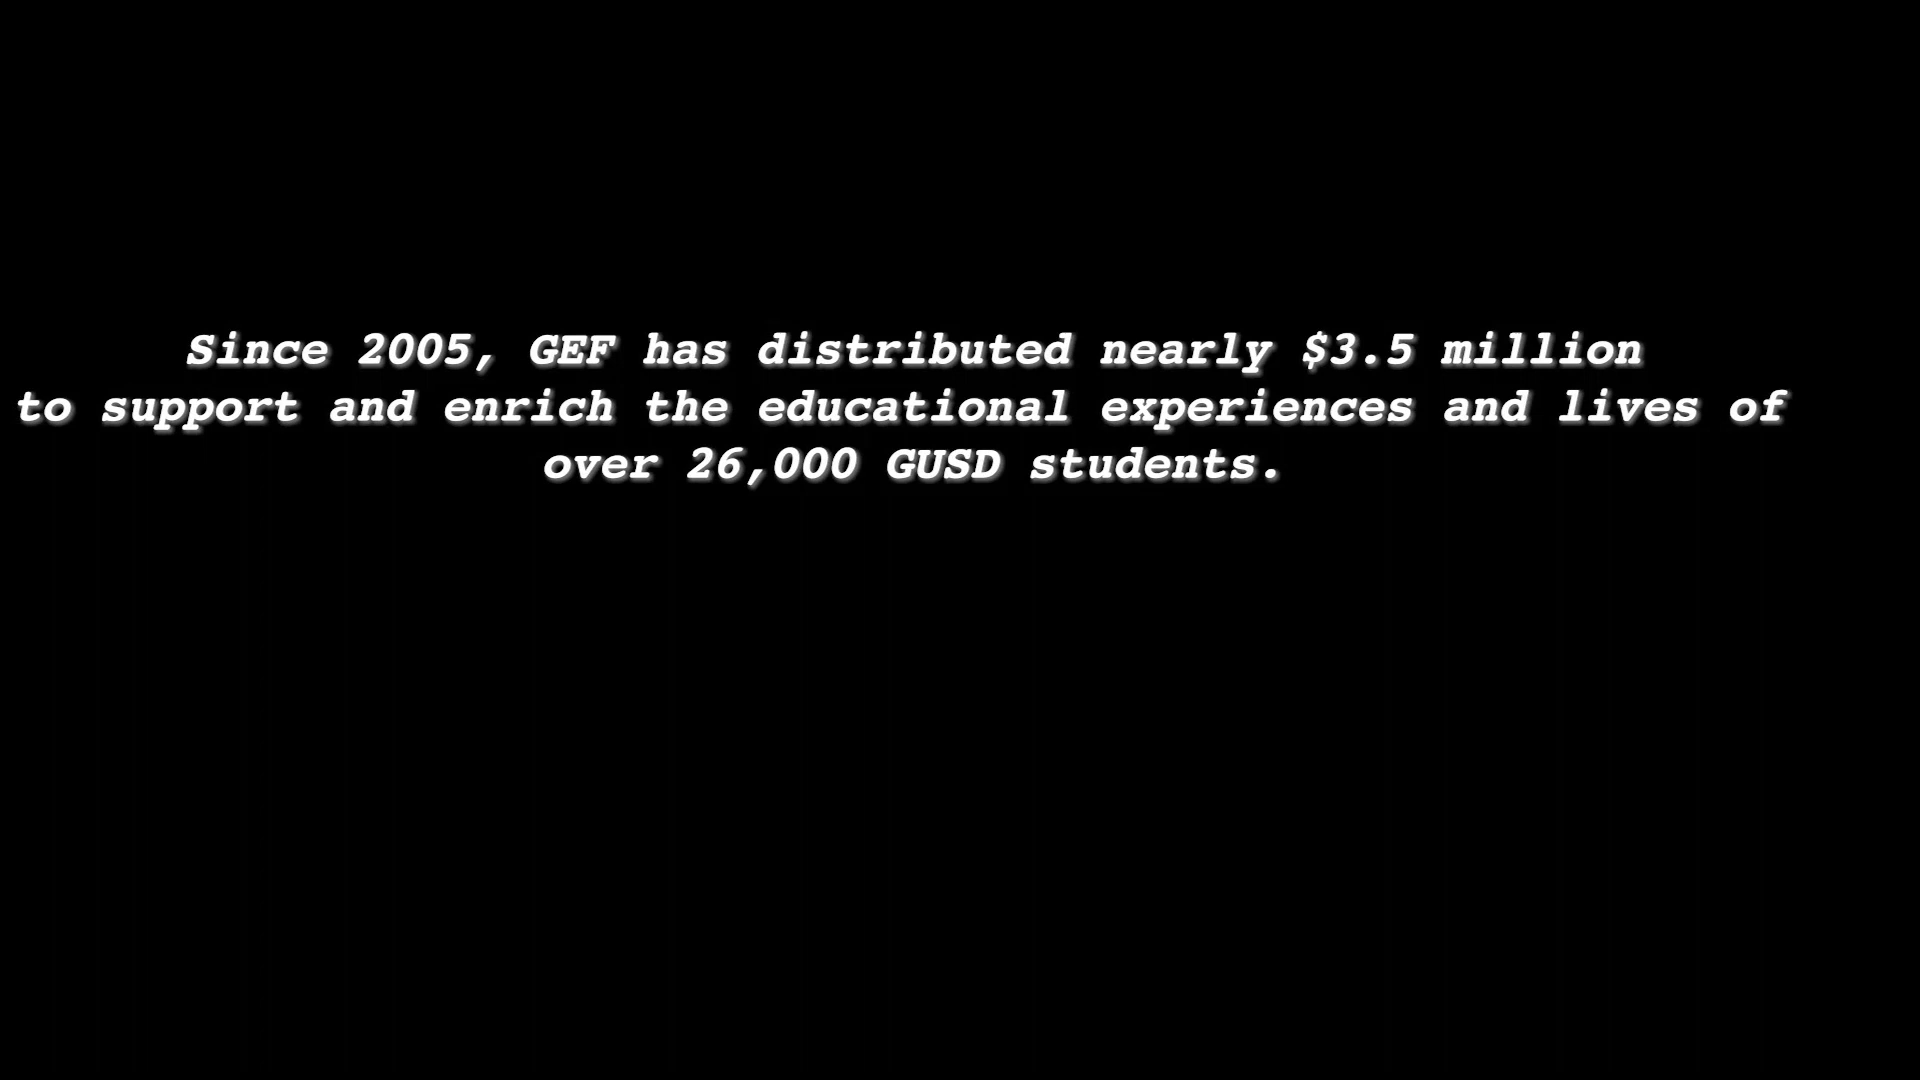 Since 2005, GEF has distributed nearly $3.5 million
to support and enrich the educational experiences and lives of
over 26,000 GUSD students.